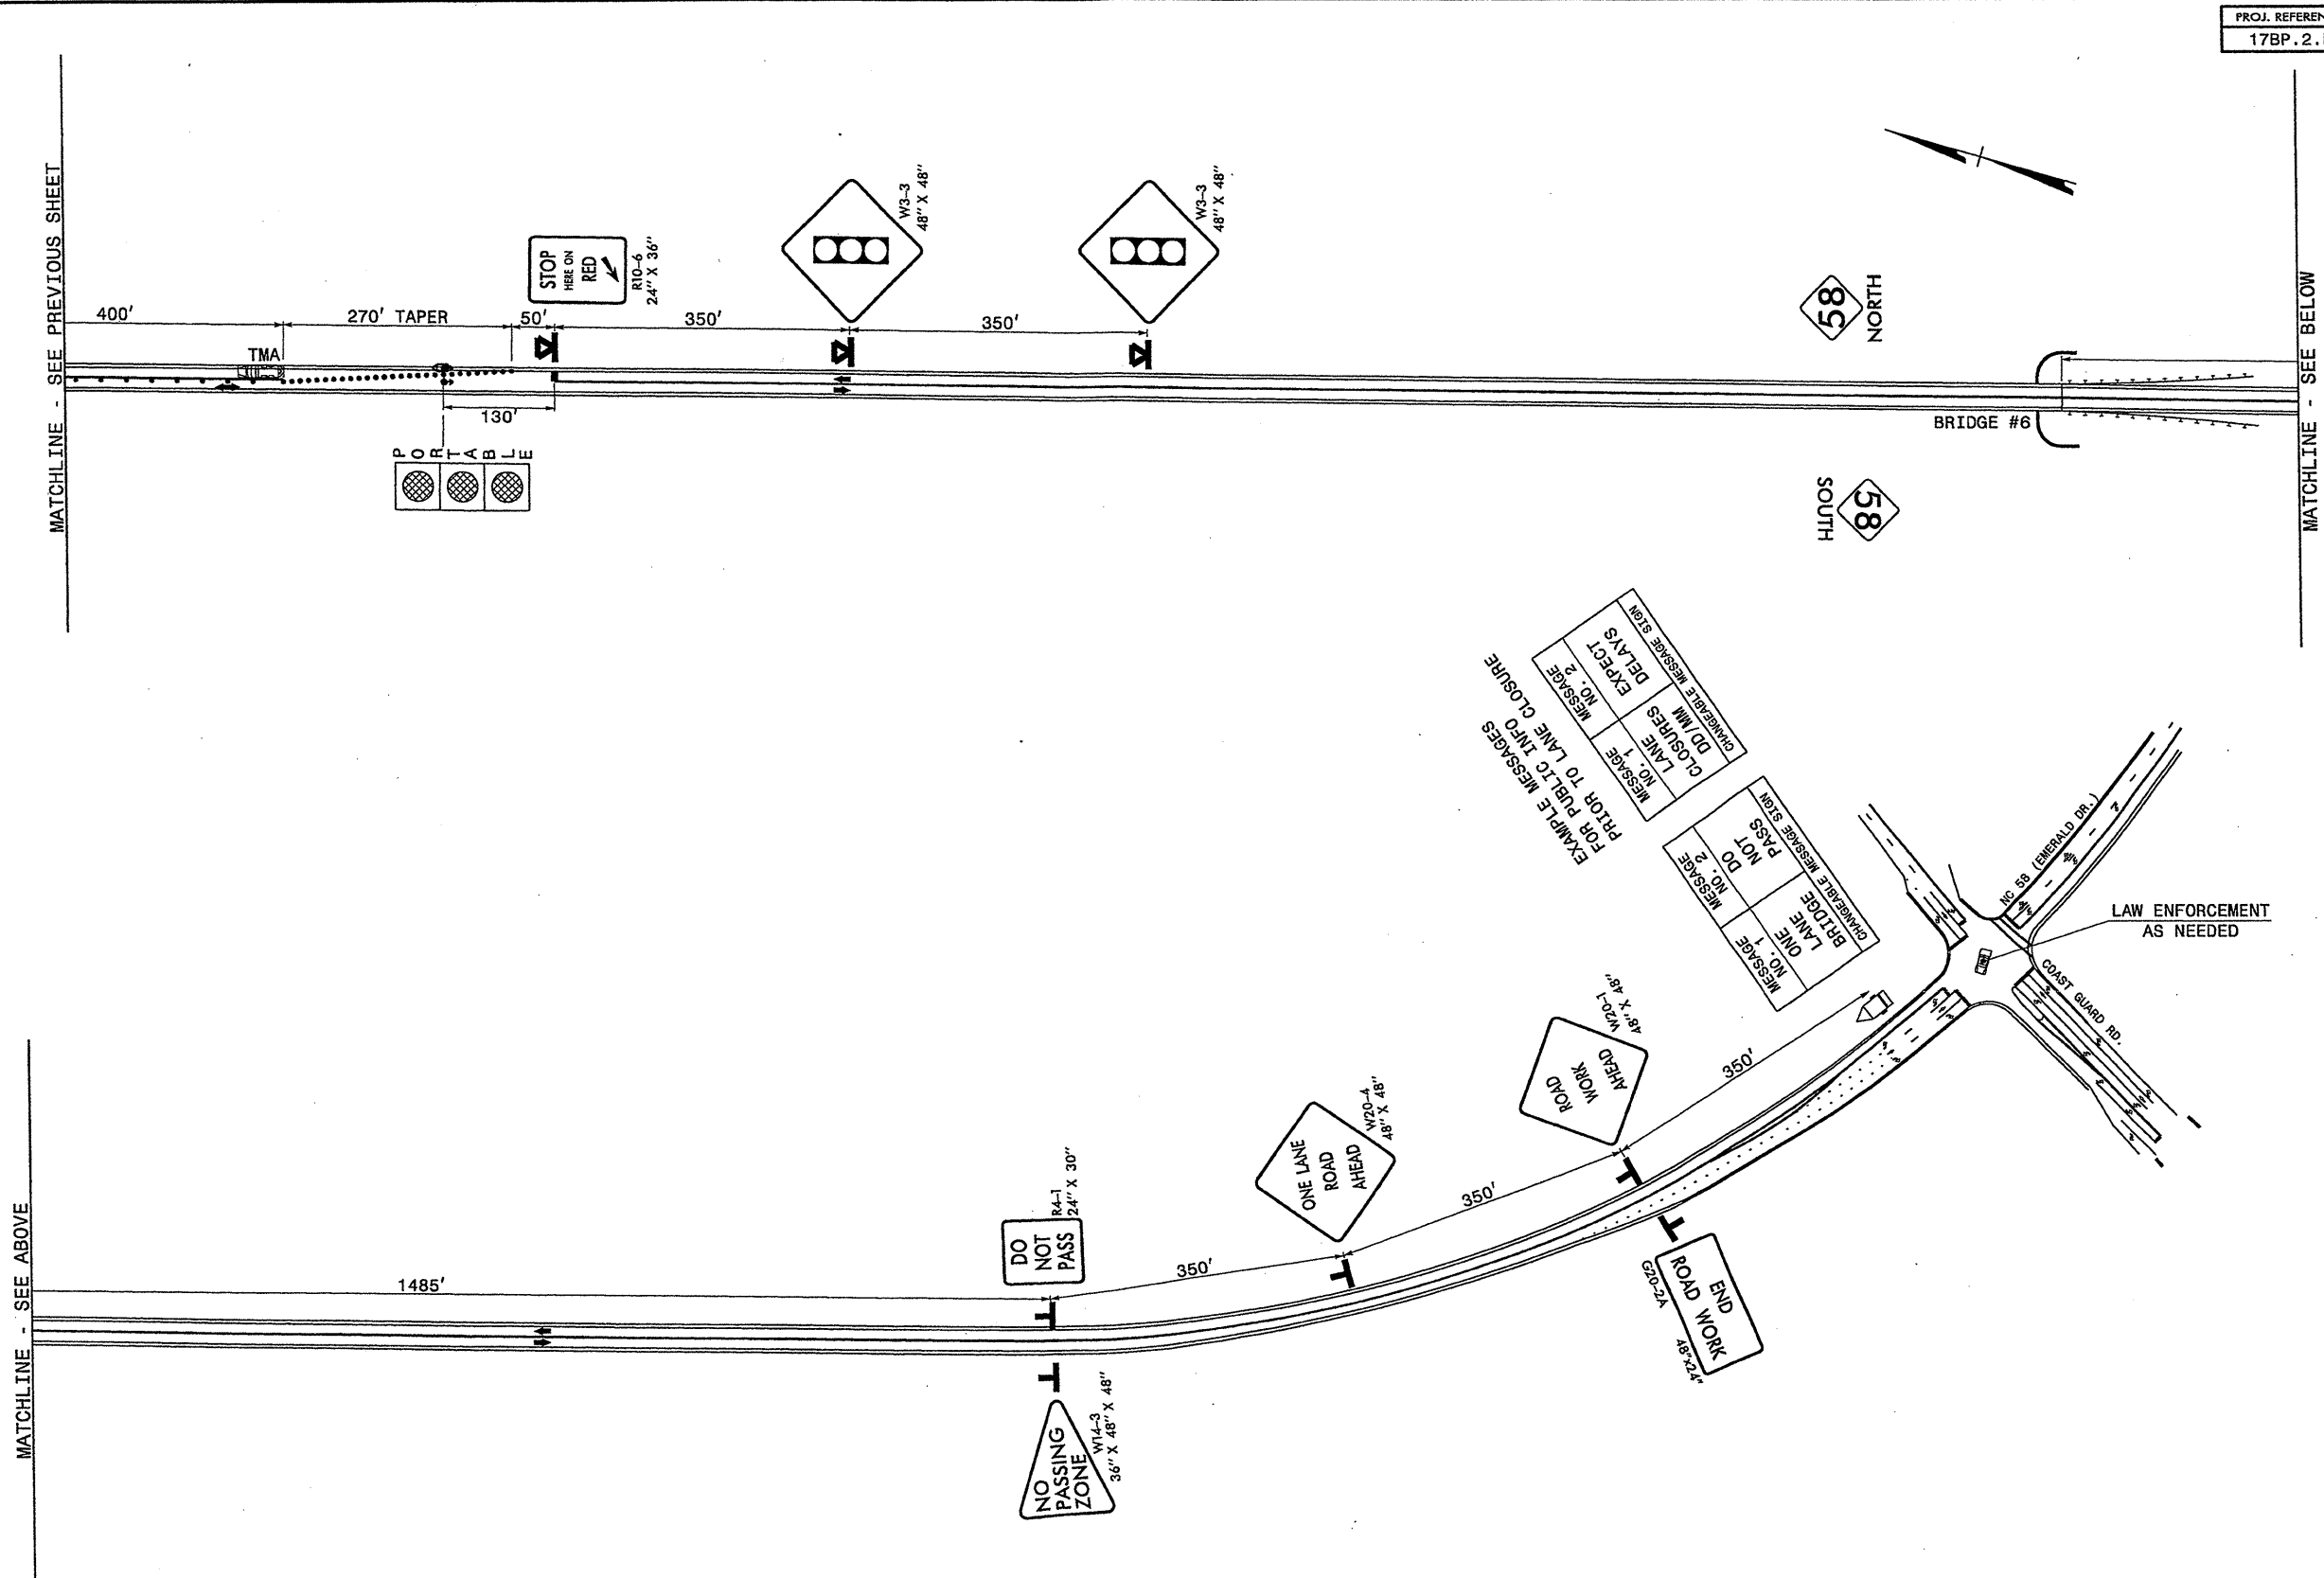 PROJ. REFEREN
17BP.2.
MATCHLINE - SEE PREVIOUS SHEET
400'
270' TAPER
50'
350'
350'
TMA
130'
PORTABLE
STOP
HERE ON
RED
R10-6
24" X 36"
W3-3
48" X 48"
W3-3
48" X 48"
58
NORTH
BRIDGE #6
SOUTH
58
MATCHLINE - SEE BELOW
EXAMPLE MESSAGES
FOR PUBLIC INFO
PRIOR TO LANE CLOSURE
MESSAGE
NO. 1
LANE
CLOSURES
DD/MM
MESSAGE
NO. 2
EXPECT
DELAYS
CHANGEABLE MESSAGE SIGN
MESSAGE
NO. 1
ONE
LANE
BRIDGE
MESSAGE
NO. 2
DO
NOT
PASS
CHANGEABLE MESSAGE SIGN
NC 58 (EMERALD DR.)
LAW ENFORCEMENT
AS NEEDED
COAST GUARD RD.
MATCHLINE - SEE ABOVE
1485'
DO
NOT
PASS
R4-1
24" X 30"
350'
ONE LANE
ROAD
AHEAD
W20-4
48" X 48"
350'
ROAD
WORK
AHEAD
W20-1
48" X 48"
350'
NO
PASSING
ZONE
W14-3
36" X 48" X 48"
END
ROAD WORK
G20-2A
48"x24"